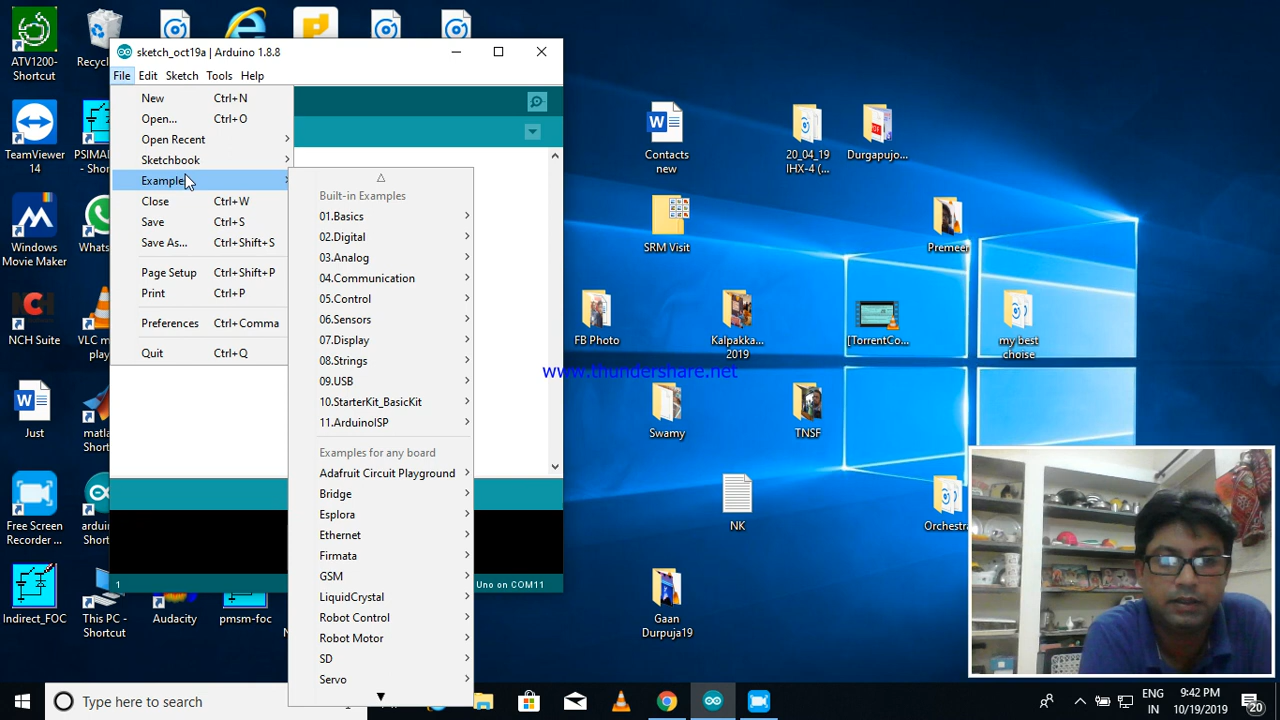 ATV1200-
Shortcut
Recyc
sketch_oct19a | Arduino 1.8.8
File Edit Sketch Tools Help
New Ctrl+N
Open... Ctrl+O
Open Recent
Sketchbook
Example
Close Ctrl+W
Save Ctrl+S
Save As... Ctrl+Shift+S
Page Setup Ctrl+Shift+P
Print Ctrl+P
Preferences Ctrl+Comma
Quit Ctrl+Q
Built-in Examples
01.Basics
02.Digital
03.Analog
04.Communication
05.Control
06.Sensors
07.Display
08.Strings
09.USB
10.StarterKit_BasicKit
11.ArduinoISP
Examples for any board
Adafruit Circuit Playground
Bridge
Esplora
Ethernet
Firmata
GSM
LiquidCrystal
Robot Control
Robot Motor
SD
Servo
1
Uno on COM11
TeamViewer
14
PSIMA
- Shor
Windows
Movie Maker
Whats
NCH Suite
VLC m
play
Just
matla
Shortc
Free Screen
Recorder ...
arduin
Shortc
Indirect_FOC
This PC -
Shortcut
Audacity
pmsm-foc
Contacts
new
20_04_19
IHX-4 (...
Durgapujo...
SRM Visit
Premeer
FB Photo
Kalpakka...
2019
[TorrentCo...
my best
choise
www.thundershare.net
Swamy
TNSF
NK
Orchestra
Gaan
Durpuja19
Type here to search
ENG
IN
9:42 PM
10/19/2019
20